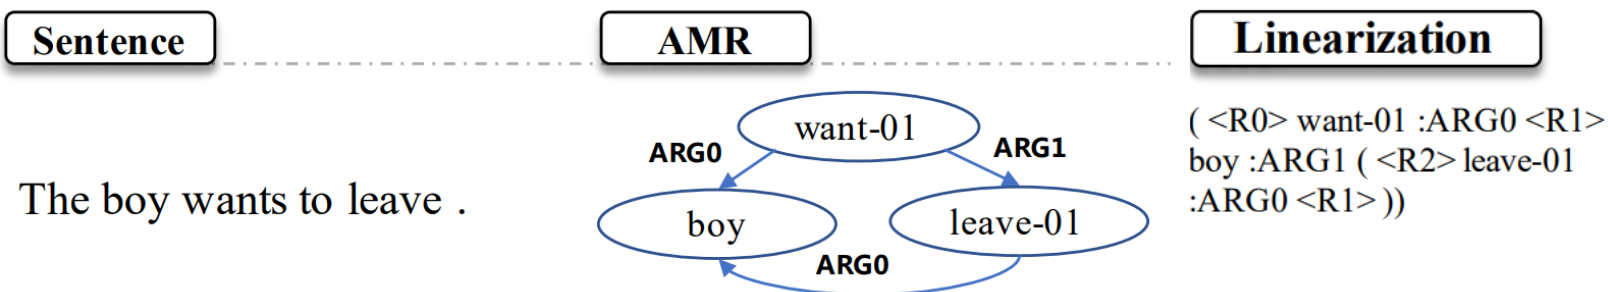 Sentence
AMR
Linearization
The boy wants to leave .
want-01
ARG0
ARG1
boy
leave-01
ARG0
( <R0> want-01 :ARG0 <R1>
boy :ARG1 ( <R2> leave-01
:ARG0 <R1> ))